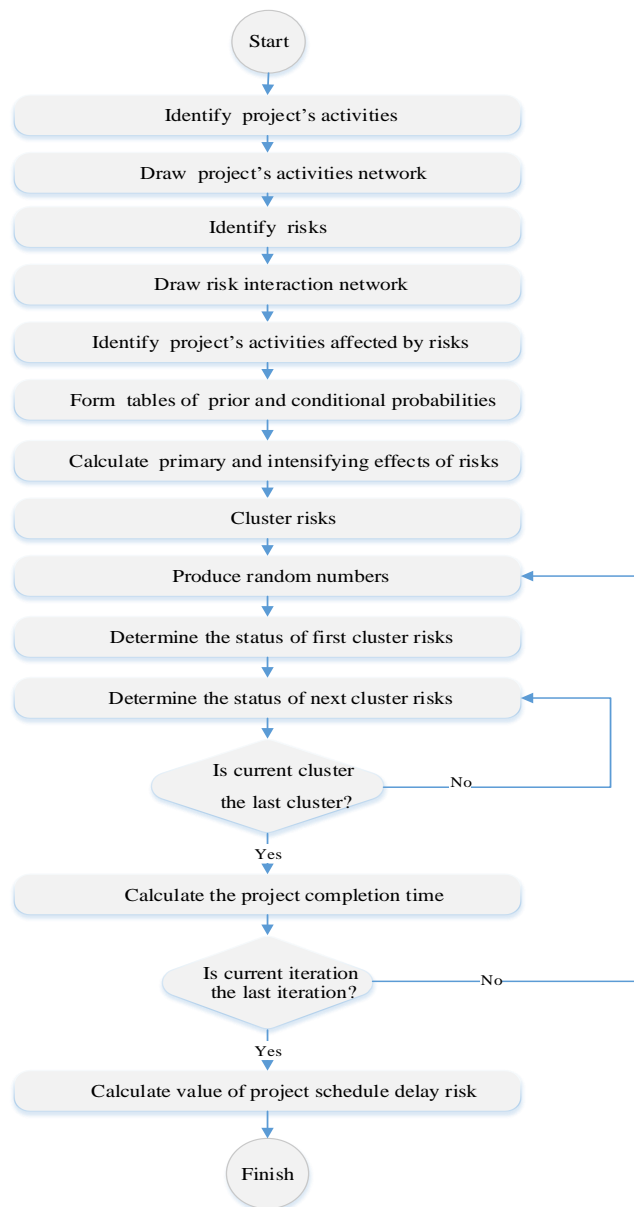 Start
Identify project's activities
Draw project's activities network
Identify risks
Draw risk interaction network
Identify project's activities affected by risks
Form tables of prior and conditional probabilities
Calculate primary and intensifying effects of risks
Cluster risks
Produce random numbers
Determine the status of first cluster risks
Determine the status of next cluster risks
Is current cluster
the last cluster?
No
Yes
Calculate the project completion time
Is current iteration
the last iteration?
No
Yes
Calculate value of project schedule delay risk
Finish